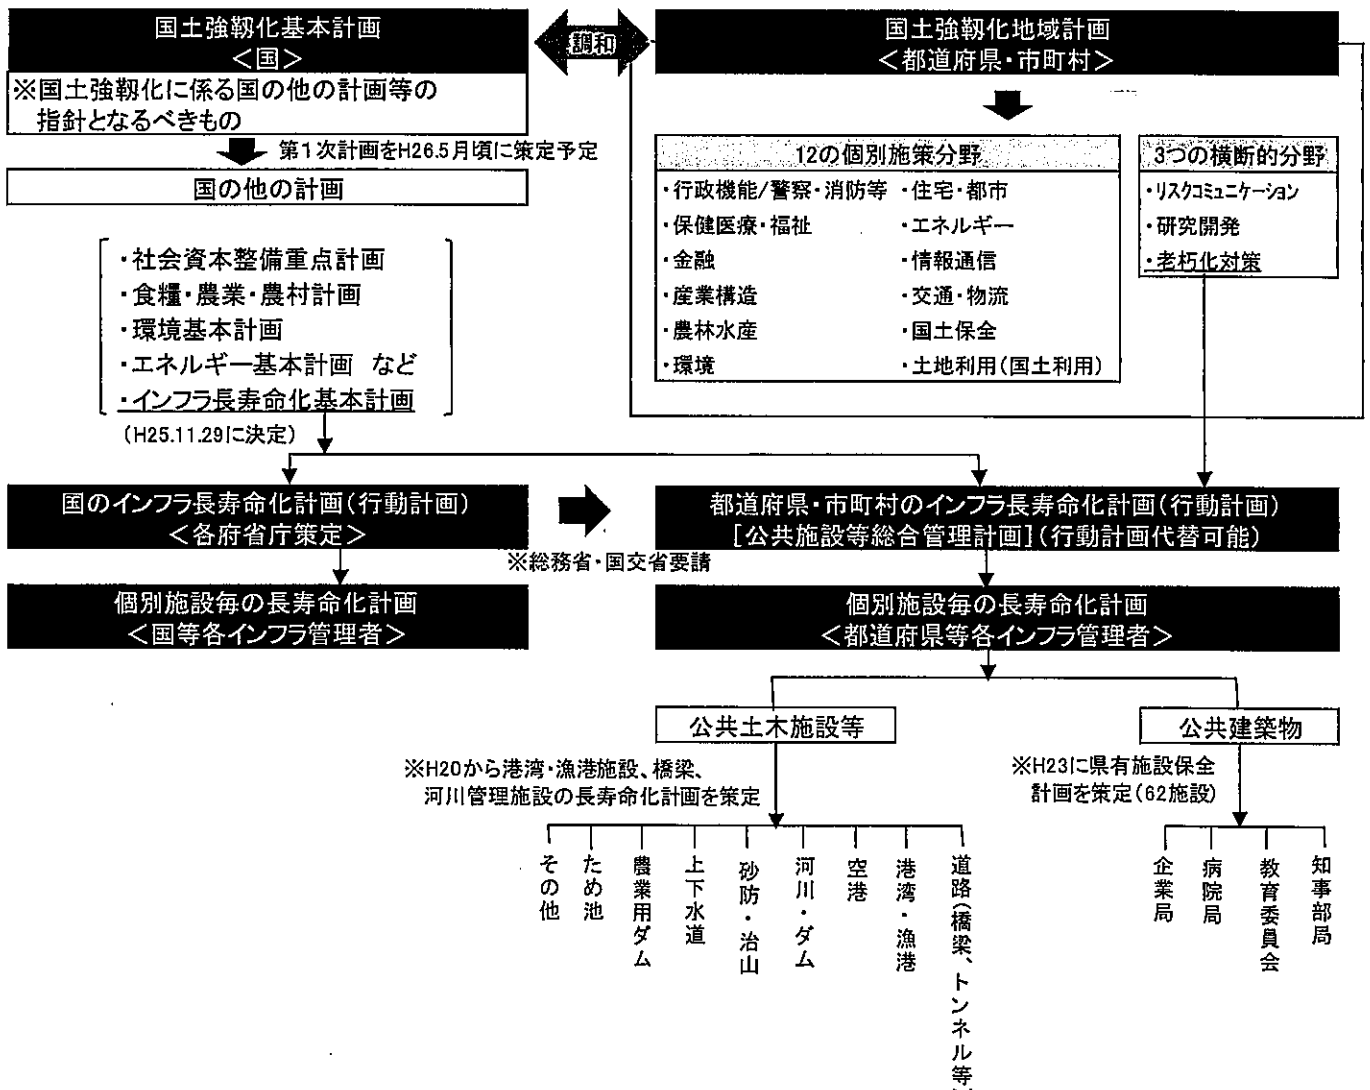 国土強靱化基本計画
＜国＞
※国土強靱化に係る国の他の計画等の
指針となるべきもの
調和
国土強靱化地域計画
＜都道府県・市町村＞
第１次計画をH26.5月頃に策定予定
国の他の計画
・社会資本整備重点計画
・食糧・農業・農村計画
・環境基本計画
・エネルギー基本計画 など
・インフラ長寿命化基本計画
(H25.11.29に決定)
12の個別施策分野
・行政機能/警察・消防等
・保健医療・福祉
・金融
・産業構造
・農林水産
・環境
・住宅・都市
・エネルギー
・情報通信
・交通・物流
・国土保全
・土地利用(国土利用)
3つの横断的分野
・リスクコミュニケーション
・研究開発
・老朽化対策
国のインフラ長寿命化計画(行動計画)
＜各府省庁策定＞
※総務省・国交省要請
都道府県・市町村のインフラ長寿命化計画(行動計画)
[公共施設等総合管理計画](行動計画代替可能)
個別施設毎の長寿命化計画
＜国等各インフラ管理者＞
個別施設毎の長寿命化計画
＜都道府県等各インフラ管理者＞
公共土木施設等
※H20から港湾・漁港施設、橋梁、
河川管理施設の長寿命化計画を策定
公共建築物
※H23に県有施設保全
計画を策定(62施設)
その他
ため池
農業用ダム
上下水道
砂防・治山
河川・ダム
空港
港湾・漁港
道路(橋梁、トンネル等
企業局
病院局
教育委員会
知事部局